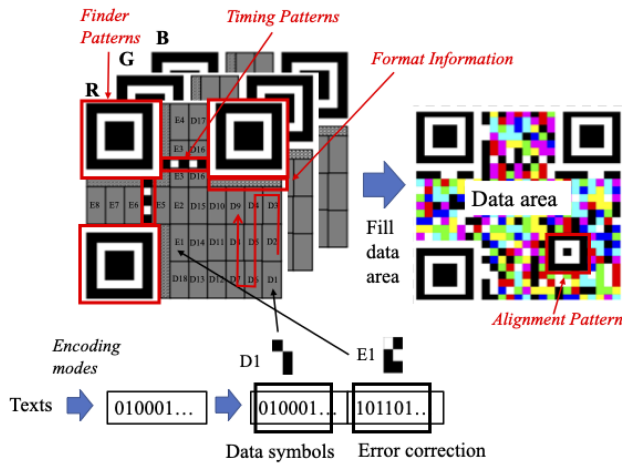 Finder
Patterns
B
Timing Patterns
G
Format Information
R
E4 D17
E3 D16
E3 D16
E8 E7 E6 E5 E2 D15 D10 D9 D4 D3
E1 D14 D11 D5 D2
D18 D13 D12 D7 D6 D1
Fill
data
area
Data area
Alignment Pattern
Encoding
modes
D1
E1
Texts
010001...
010001...
101101...
Data symbols
Error correction